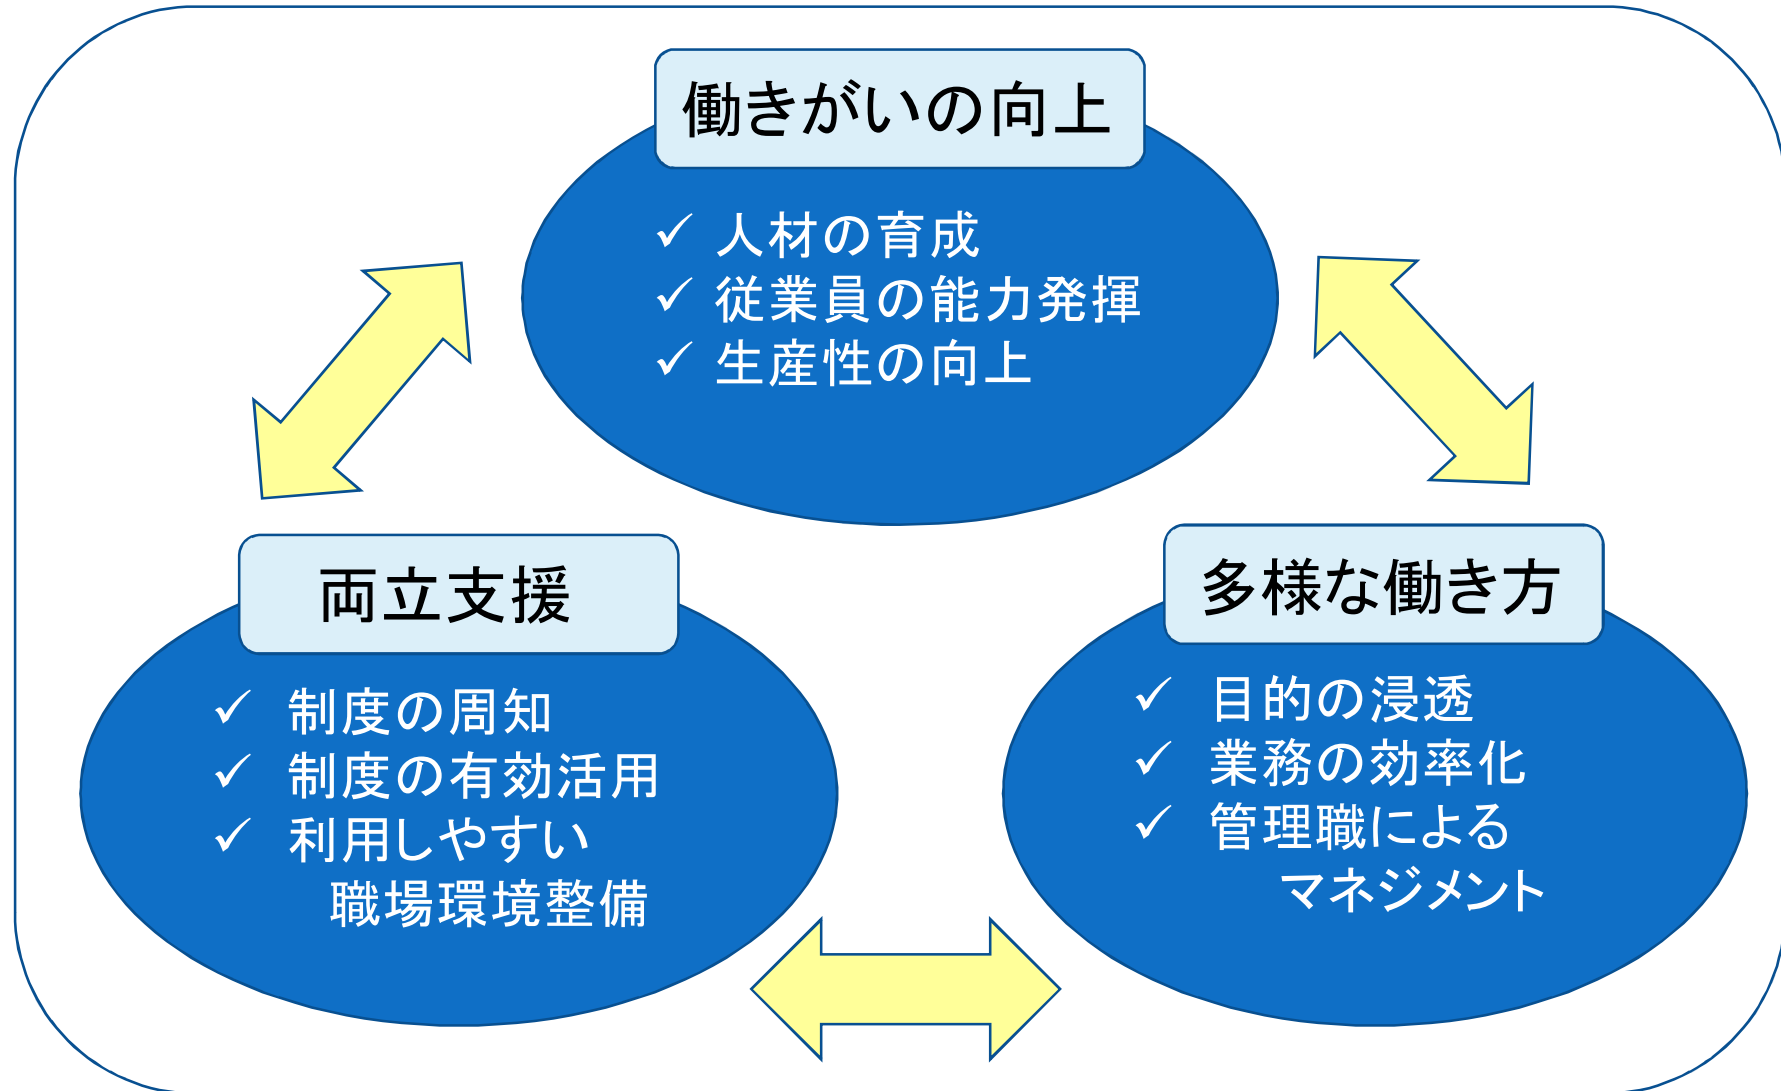 働きがいの向上
✓ 人材の育成
✓ 従業員の能力発揮
✓ 生産性の向上
両立支援
✓ 制度の周知
✓ 制度の有効活用
✓ 利用しやすい
職場環境整備
多様な働き方
✓ 目的の浸透
✓ 業務の効率化
✓ 管理職による
マネジメント